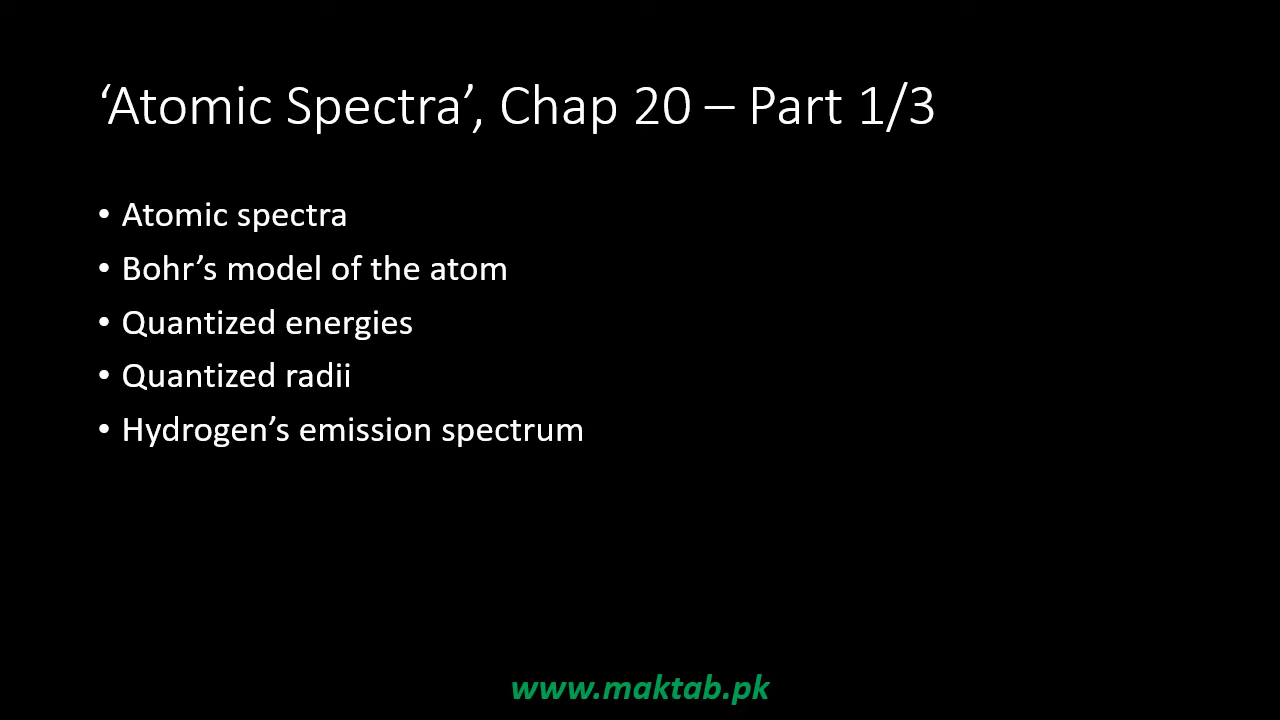 ‘Atomic Spectra’, Chap 20 – Part 1/3
• Atomic spectra
• Bohr’s model of the atom
• Quantized energies
• Quantized radii
• Hydrogen’s emission spectrum
www.maktab.pk